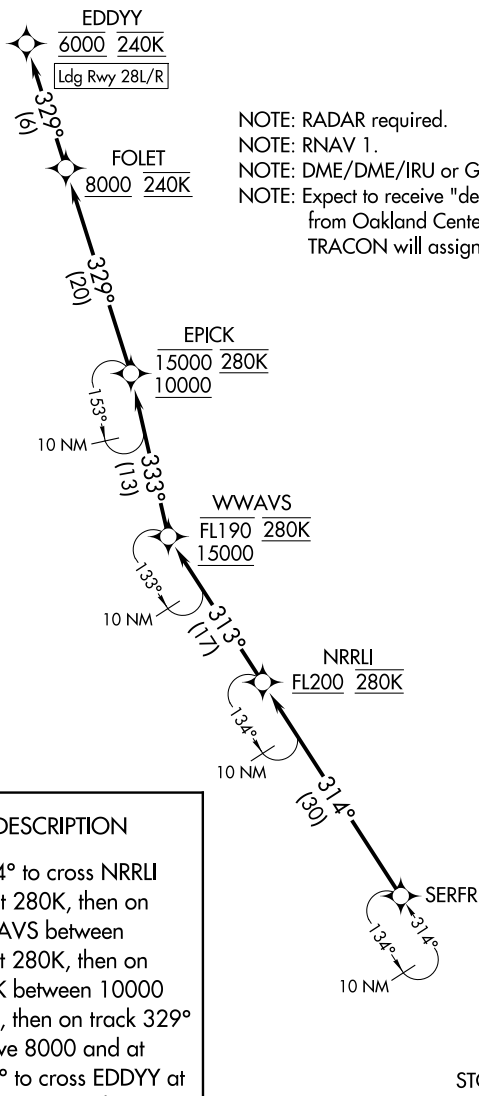 EDDYY
6000 240K
Ldg Rwy 28L/R
329°
(6)
NOTE: RADAR required.
NOTE: RNAV 1.
NOTE: DME/DME/IRU or G
NOTE: Expect to receive "de
from Oakland Cente
TRACON will assign
FOLET
8000 240K
329°
(20)
EPICK
15000 280K
10000
153°
10 NM
333°
(13)
WWAVS
FL190 280K
15000
133°
10 NM
313°
(17)
NRRLI
FL200 280K
134°
10 NM
314°
(30)
SERFR
134°
314°
10 NM
DESCRIPTION
4° to cross NRRLI
t 280K, then on
AVS between
t 280K, then on
K between 10000
, then on track 329°
ve 8000 and at
° to cross EDDYY at
STO